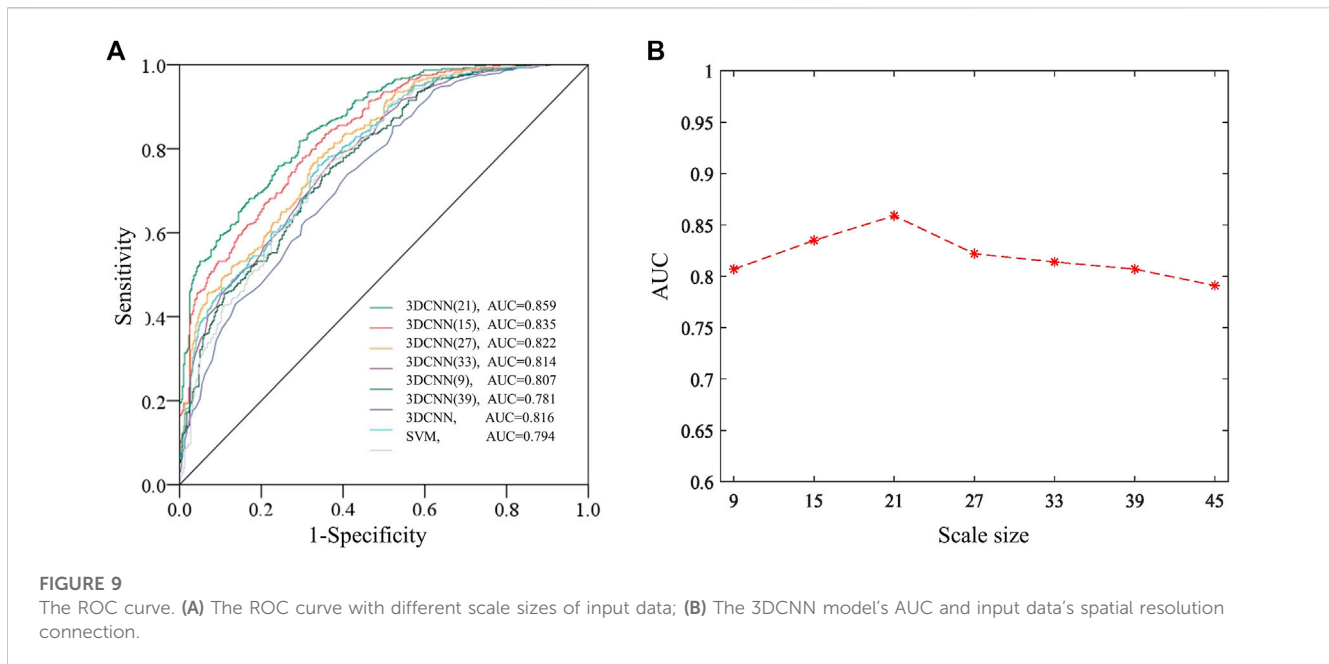 A
1.0
0.8
0.6
0.4
0.2
0.0
Sensitivity
3DCNN(21), AUC=0.859
3DCNN(15), AUC=0.835
3DCNN(27), AUC=0.822
3DCNN(33), AUC=0.814
3DCNN(9), AUC=0.807
3DCNN(39), AUC=0.781
3DCNN, AUC=0.816
SVM, AUC=0.794
0.0 0.2 0.4 0.6 0.8 1.0
1-Specificity
B
1
0.95
0.9
0.85
0.8
0.75
0.7
0.65
0.6
AUC
9 15 21 27 33 39 45
Scale size
FIGURE 9
The ROC curve. (A) The ROC curve with different scale sizes of input data; (B) The 3DCNN model's AUC and input data's spatial resolution
connection.